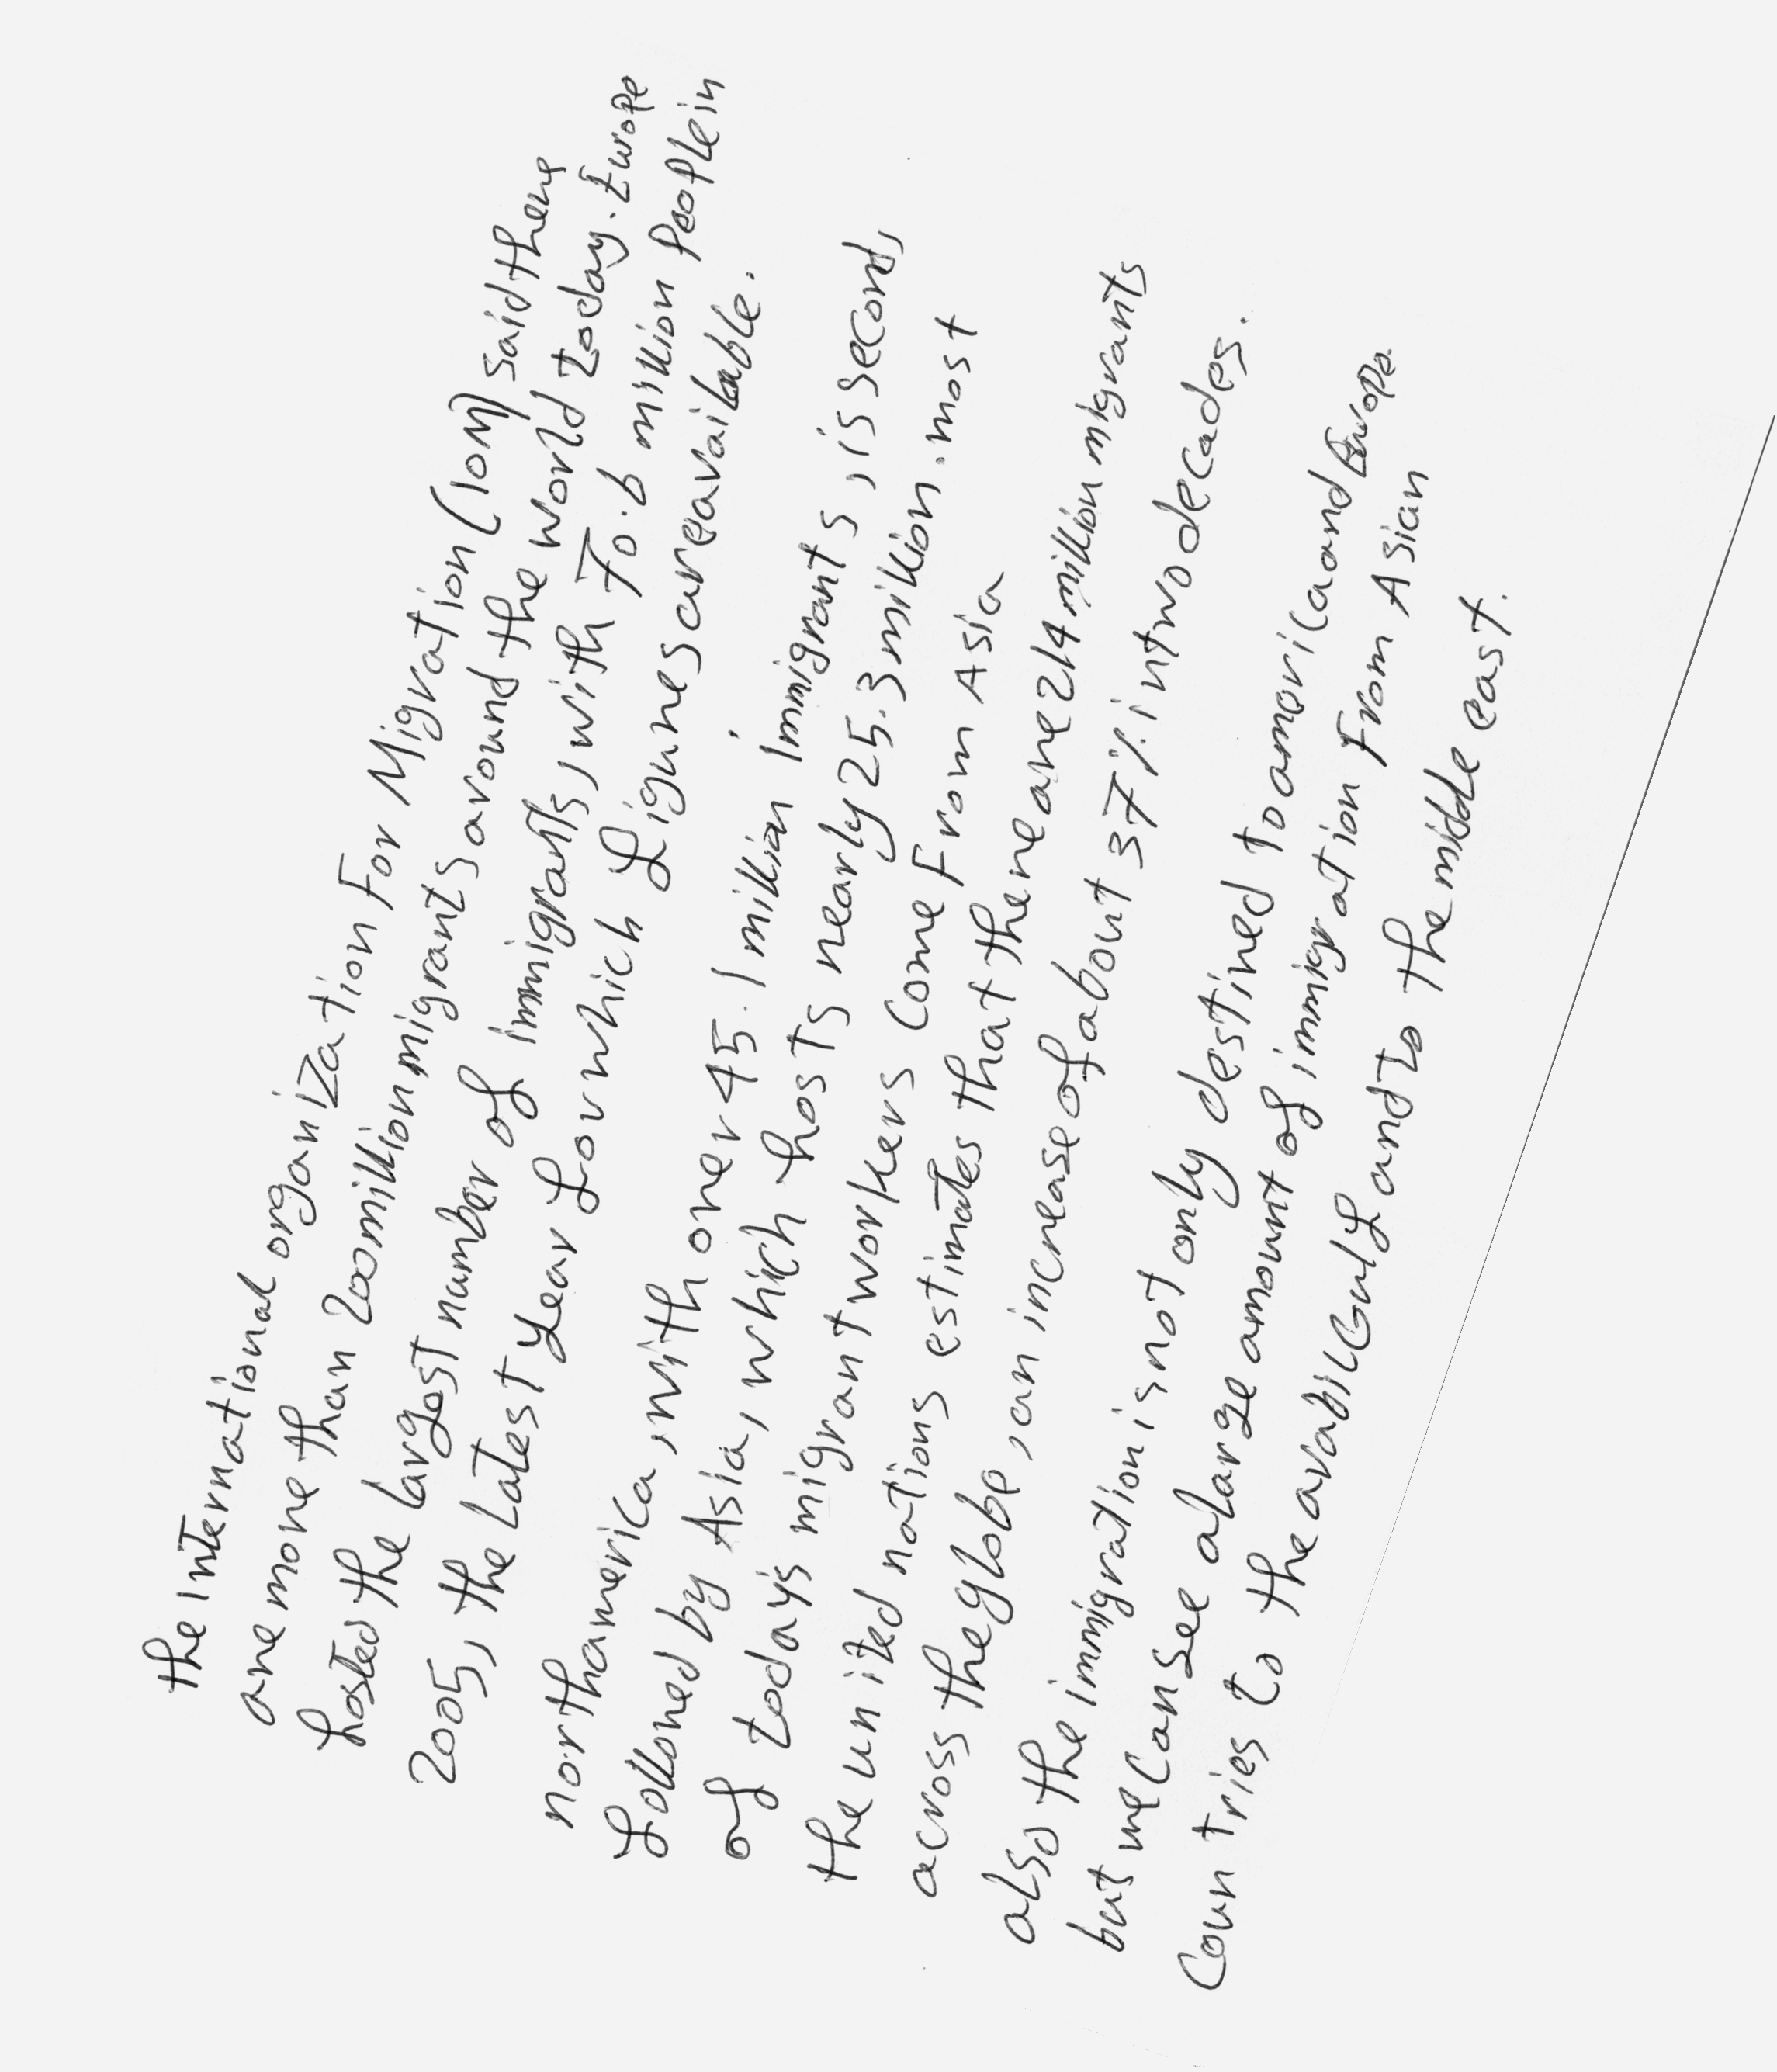 the International organization For Migration (IOM) said there
are more than 200 million migrants around the world today. Europe
hosted the largest number of immigrants, with 70.6 million People in
2005, the latest year for which figures are available.
north america, with over 45.1 million immigrants, is second,
followed by Asia, which hosts nearly 25.3 million. most
of today's migrant workers come From Asia
the united nations estimates that there are 214 million migrants
across the globe, an increase of about 37% in two decades.
also the immigration is not only destined to america and Europe.
but we can see a large amount of immigration From Asian
countries to the arabic Gulf and to the middle east.